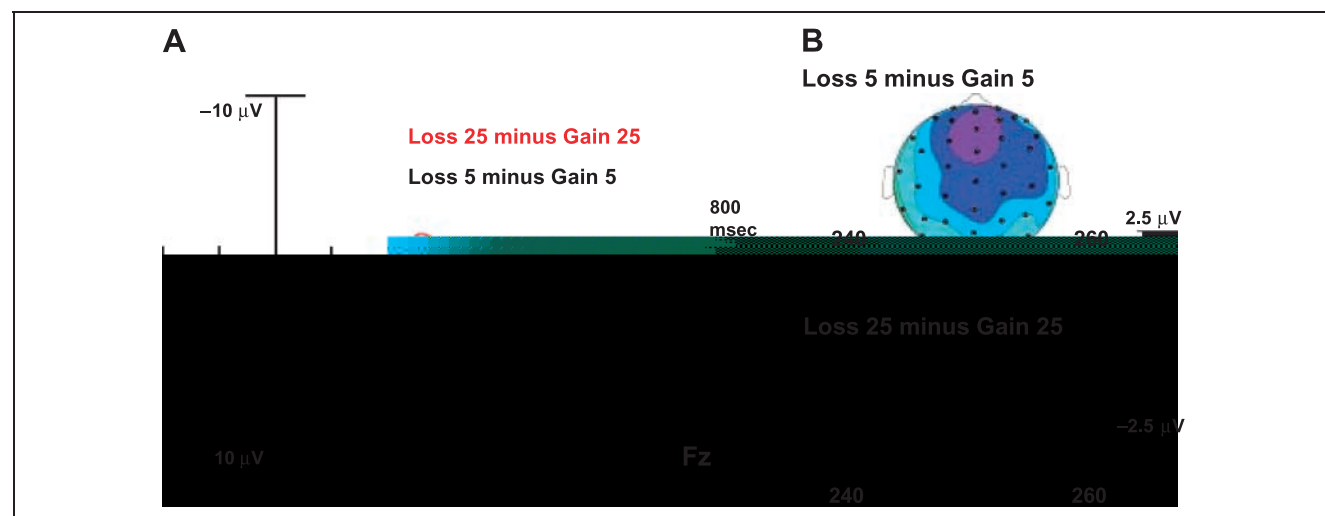 A
−10 μV
Loss 25 minus Gain 25
Loss 5 minus Gain 5
800
msec
10 μV
Fz
B
Loss 5 minus Gain 5
240
260
2.5 μV
Loss 25 minus Gain 25
−2.5 μV
240
260